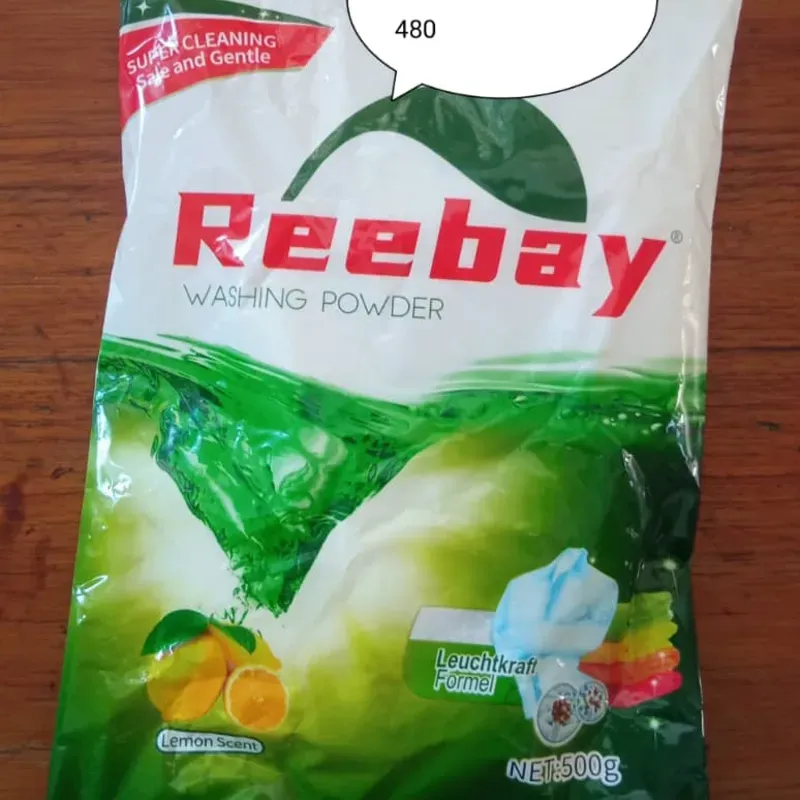 480
SUPER CLEANING
Safe and Gentle
Reebay®
WASHING POWDER
Leuchtkraft
Formel
Lemon Scent
NET:500g